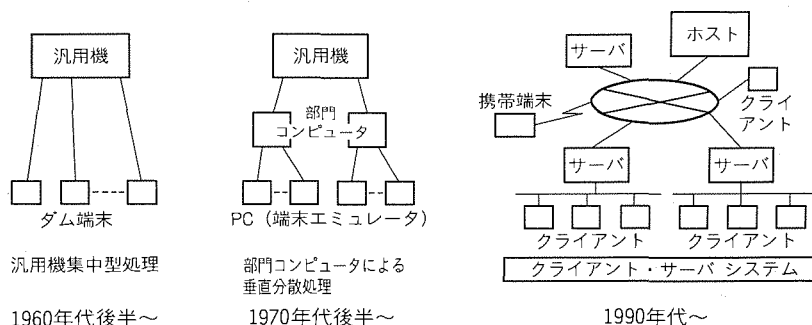 汎用機
ダム端末
汎用機集中型処理
1960年代後半～
汎用機
部門
コンピュータ
PC（端末エミュレータ）
部門コンピュータによる
垂直分散処理
1970年代後半～
サーバ
ホスト
携帯端末
クライ
アント
サーバ
サーバ
クライアント
クライアント
クライアント・サーバ システム
1990年代～